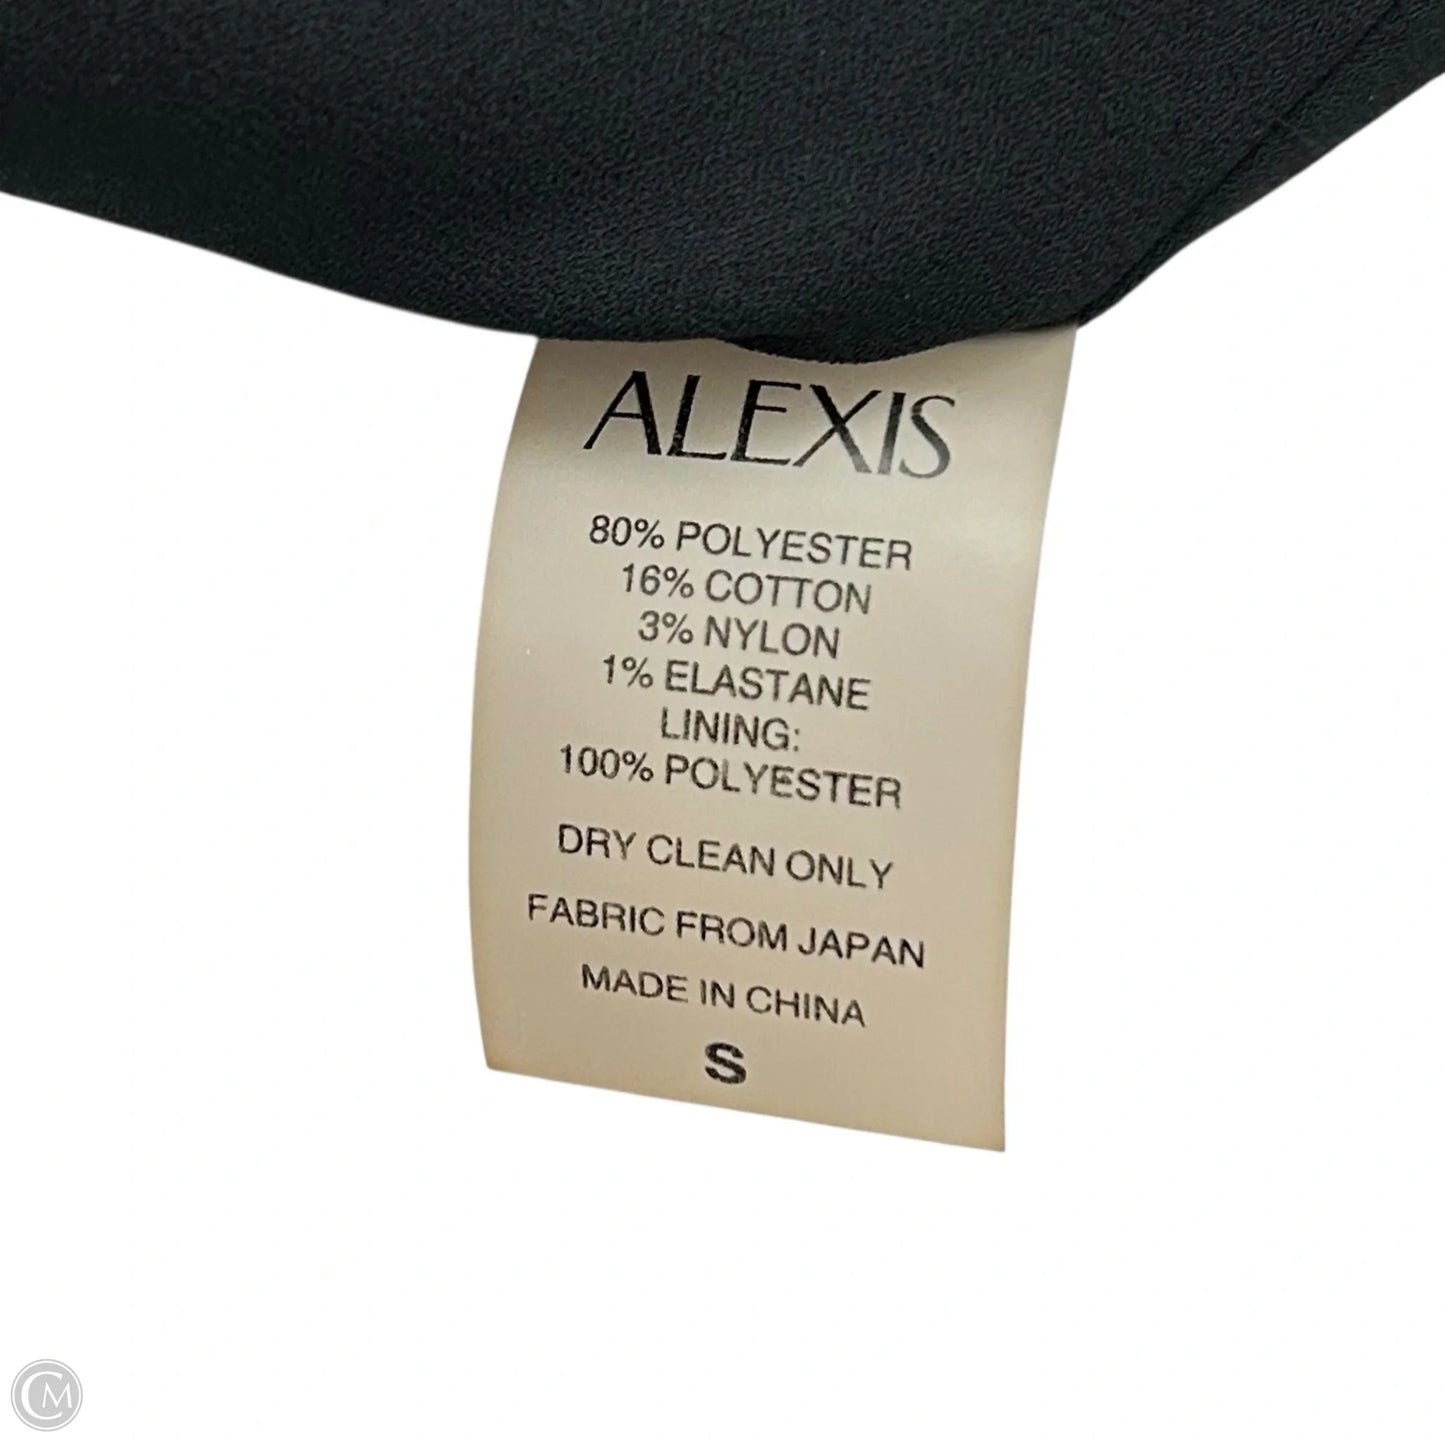 ALEXIS
80% POLYESTER
16% COTTON
3% NYLON
1% ELASTANE
LINING:
100% POLYESTER
DRY CLEAN ONLY
FABRIC FROM JAPAN
MADE IN CHINA
S
CM